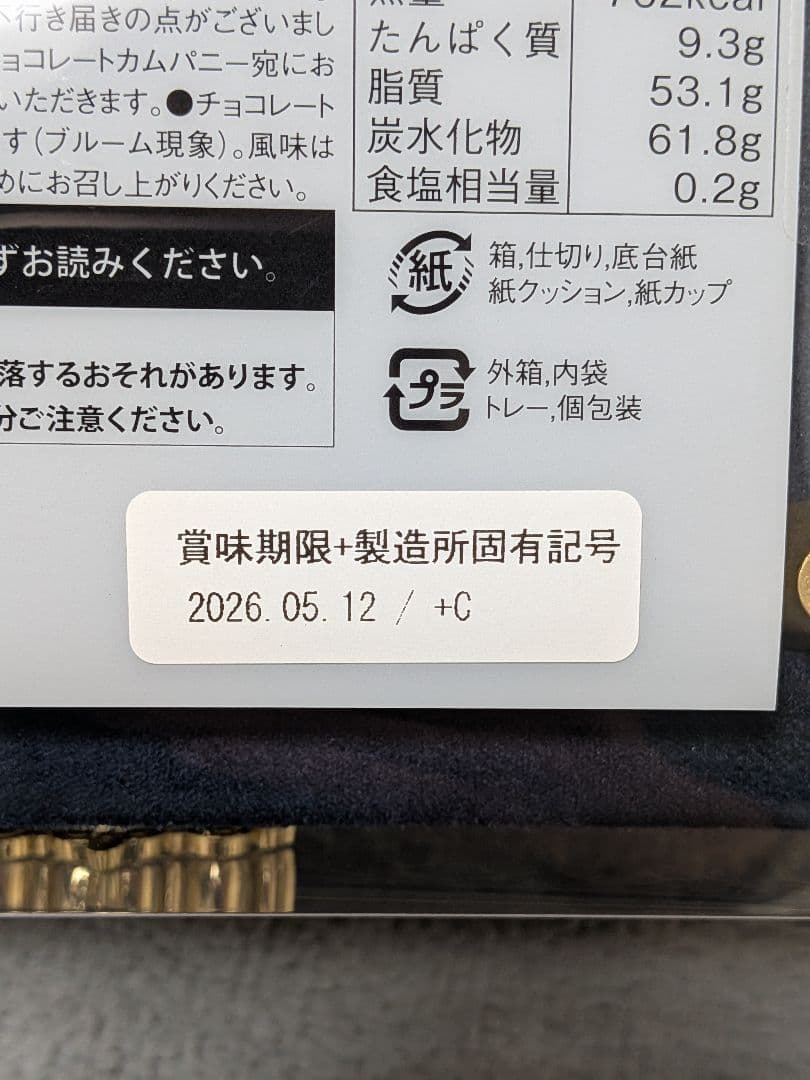 行き届きの点がございまし
ョコレートカムパニー宛にお
いただきます。●チョコレート
す(ブルーム現象)。風味は
めにお召し上がりください。
ずお読みください。
落するおそれがあります。
分ご注意ください。
熱量
たんぱく質 9.3g
脂質 53.1g
炭水化物 61.8g
食塩相当量 0.2g
紙
箱,仕切り,底台紙
紙クッション,紙カップ
プラ
外箱,内袋
トレー,個包装
賞味期限+製造所固有記号
2026.05.12 / +C